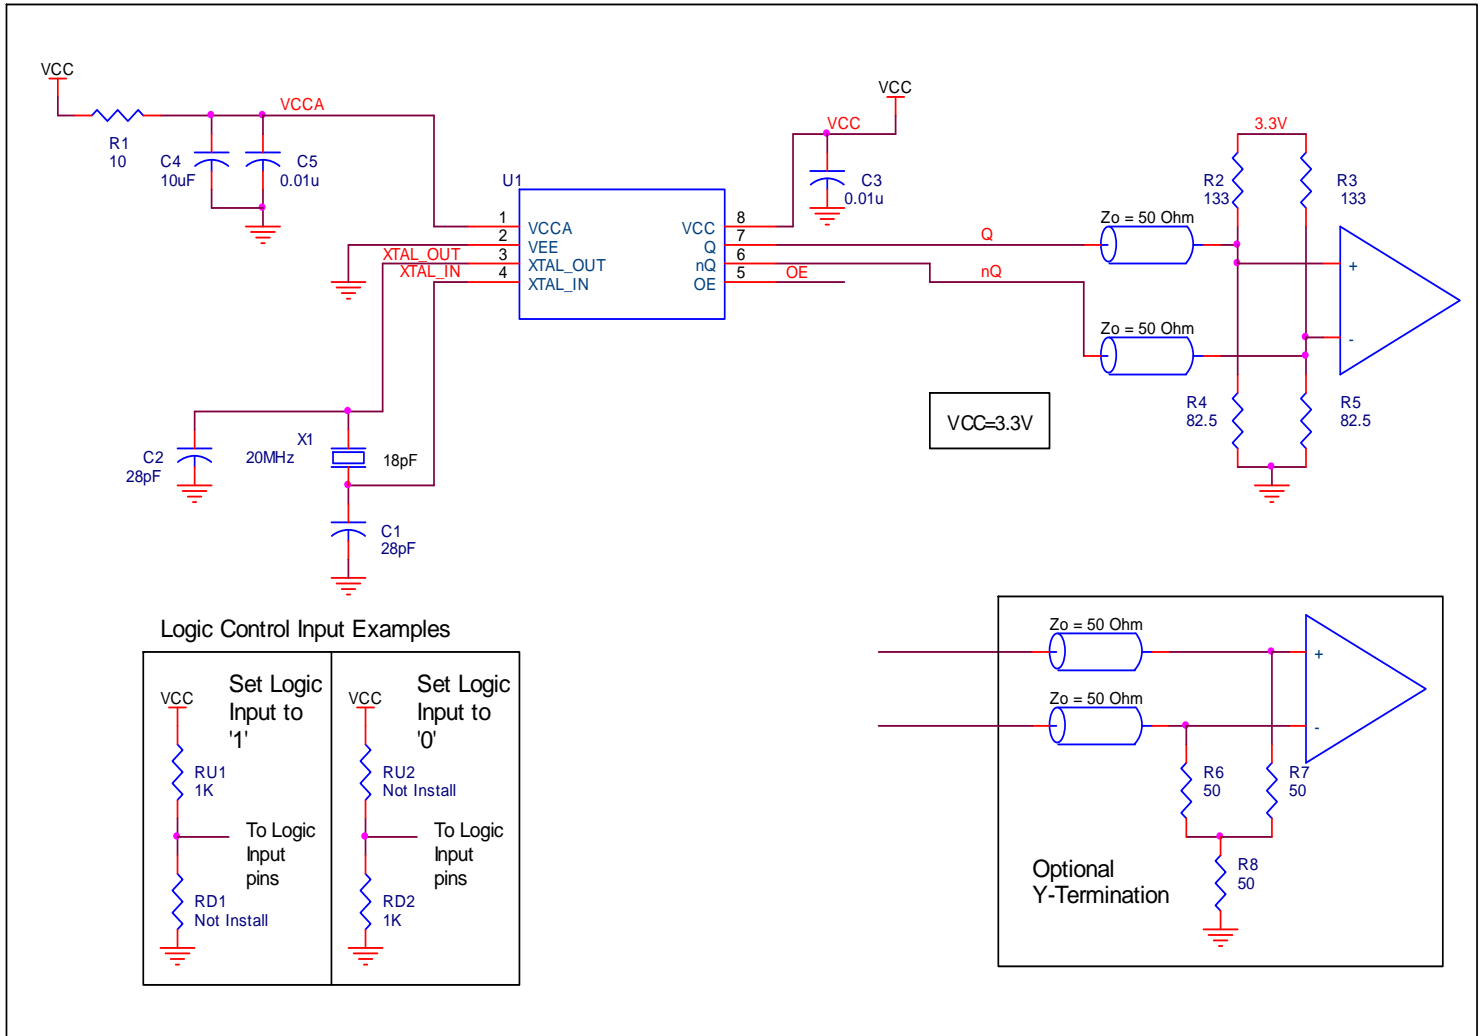 VCC
VCCA
R1
10
C4
10uF
C5
0.01u
VCC
VCC
C3
0.01u
U1
1
2
3
4
VCCA
VEE
XTAL_OUT
XTAL_IN
XTAL_OUT
XTAL_IN
VCC
Q
nQ
OE
8
7
6
5
OE
Q
nQ
Zo = 50 Ohm
Zo = 50 Ohm
3.3V
R2
133
R3
133
+
-
R4
82.5
R5
82.5
VCC=3.3V
C2
28pF
X1
20MHz
18pF
C1
28pF
Logic Control Input Examples
VCC
Set Logic
Input to
'1'
RU1
1K
To Logic
Input
pins
RD1
Not Install
VCC
Set Logic
Input to
'0'
RU2
Not Install
To Logic
Input
pins
RD2
1K
Zo = 50 Ohm
Zo = 50 Ohm
+
-
R6
50
R7
50
R8
50
Optional
Y-Termination